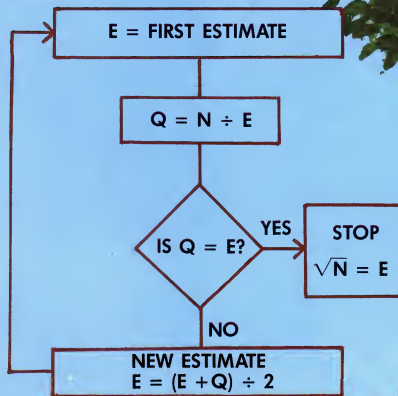 E = FIRST ESTIMATE
Q = N ÷ E
IS Q = E?
YES
STOP
√N = E
NO
NEW ESTIMATE
E = (E + Q) ÷ 2